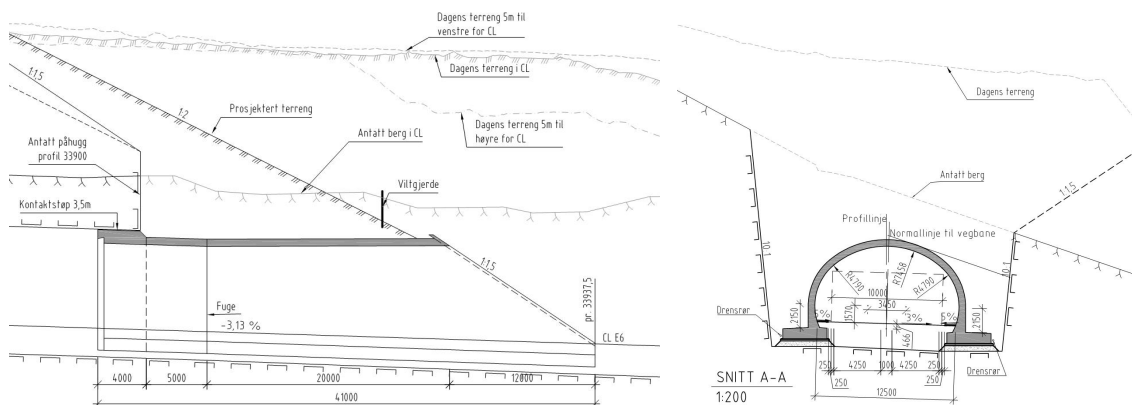 Dagens terreng 5m til
venstre for CL
Dagens terreng i CL
1:1,5
1:2
Prosjektert terreng
Dagens terreng 5m til
høyre for CL
Antatt berg i CL
Antatt påhugg
profil 33900
Viltgjerde
Kontaktstøp 3,5m
1:1,5
pr. 33937,5
Fuge
-3,13 %
CL E6
4000
5000
20000
12000
41000
Dagens terreng
Antatt berg
1:1,5
Profillinje
Normallinje til vegbane
10:1
10:1
R4790
R7458
R4790
10000
3450
2150
3570
2150
Drensrør
5%
3%
5%
466
250
4250
1000
4250
250
250
250
Drensrør
12500
SNITT A-A
1:200